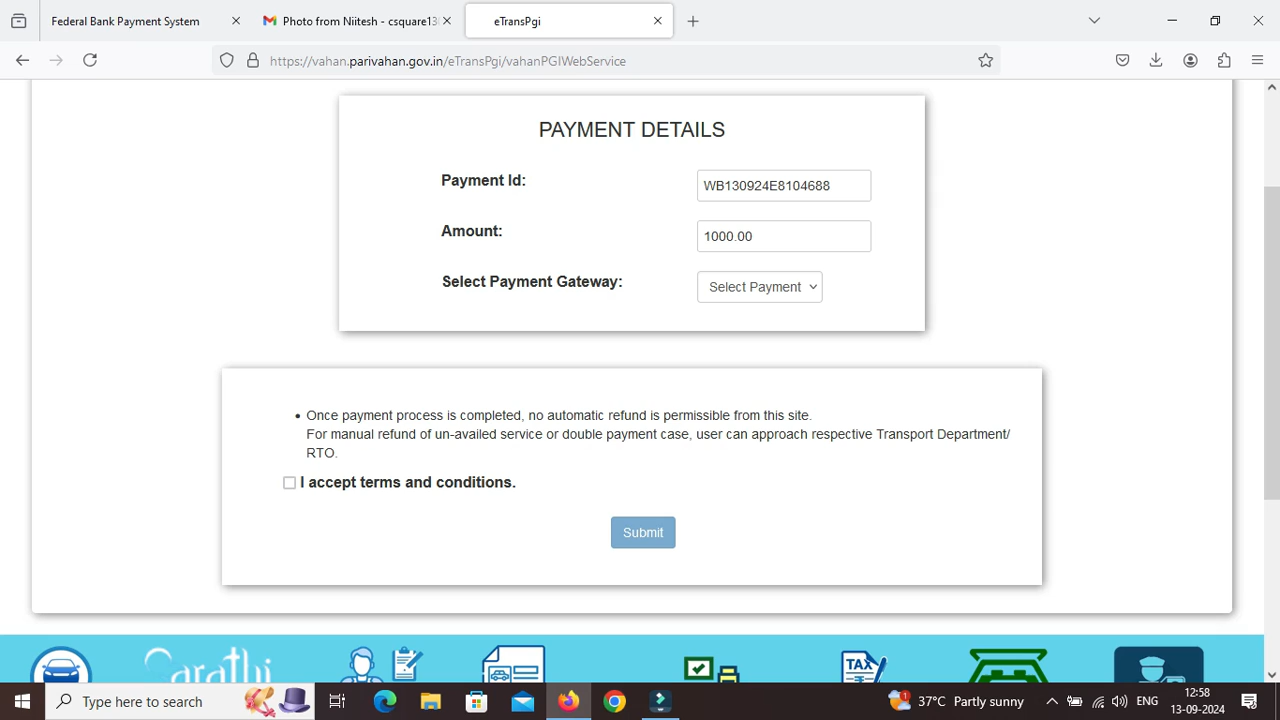 Federal Bank Payment System
Photo from Niitesh - csquare13
eTransPgi
https://vahan.parivahan.gov.in/eTransPgi/vahanPGIWebService
PAYMENT DETAILS
Payment Id:
WB130924E8104688
Amount:
1000.00
Select Payment Gateway:
Select Payment
• Once payment process is completed, no automatic refund is permissible from this site.
For manual refund of un-availed service or double payment case, user can approach respective Transport Department/
RTO.
I accept terms and conditions.
Submit
Sarathi
TAX
Type here to search
1
37°C Partly sunny
ENG
12:58
13-09-2024